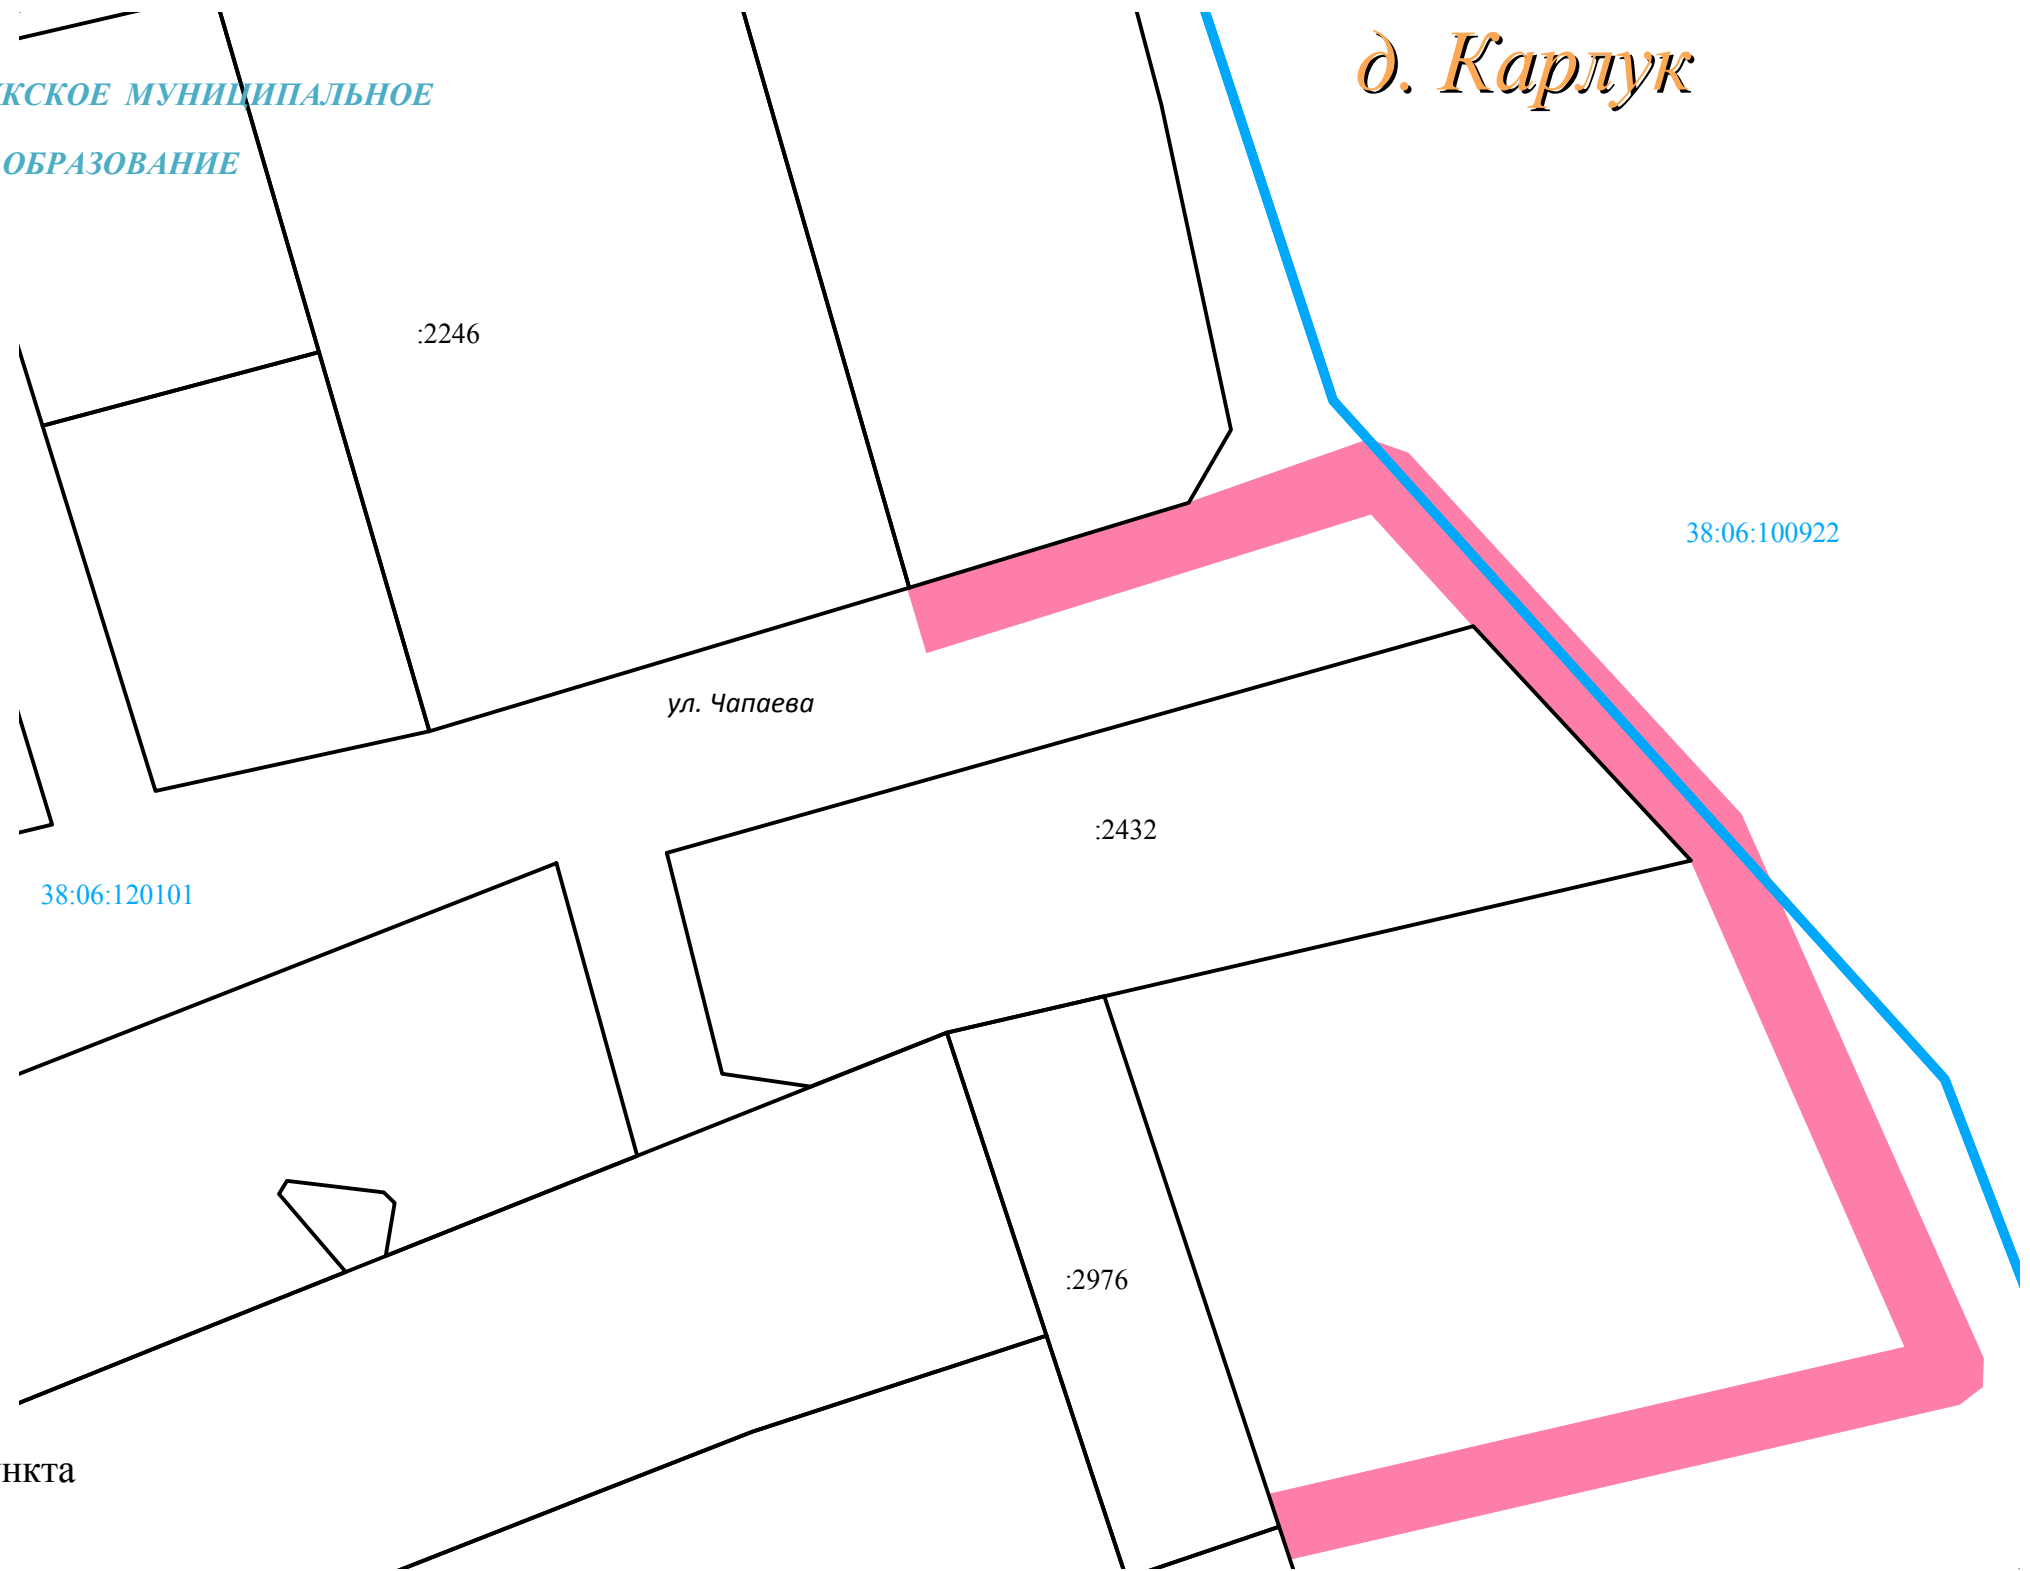 д. Карлук
КСКОЕ МУНИЦИПАЛЬНОЕ
ОБРАЗОВАНИЕ
:2246
38:06:100922
ул. Чапаева
:2432
38:06:120101
:2976
нкта